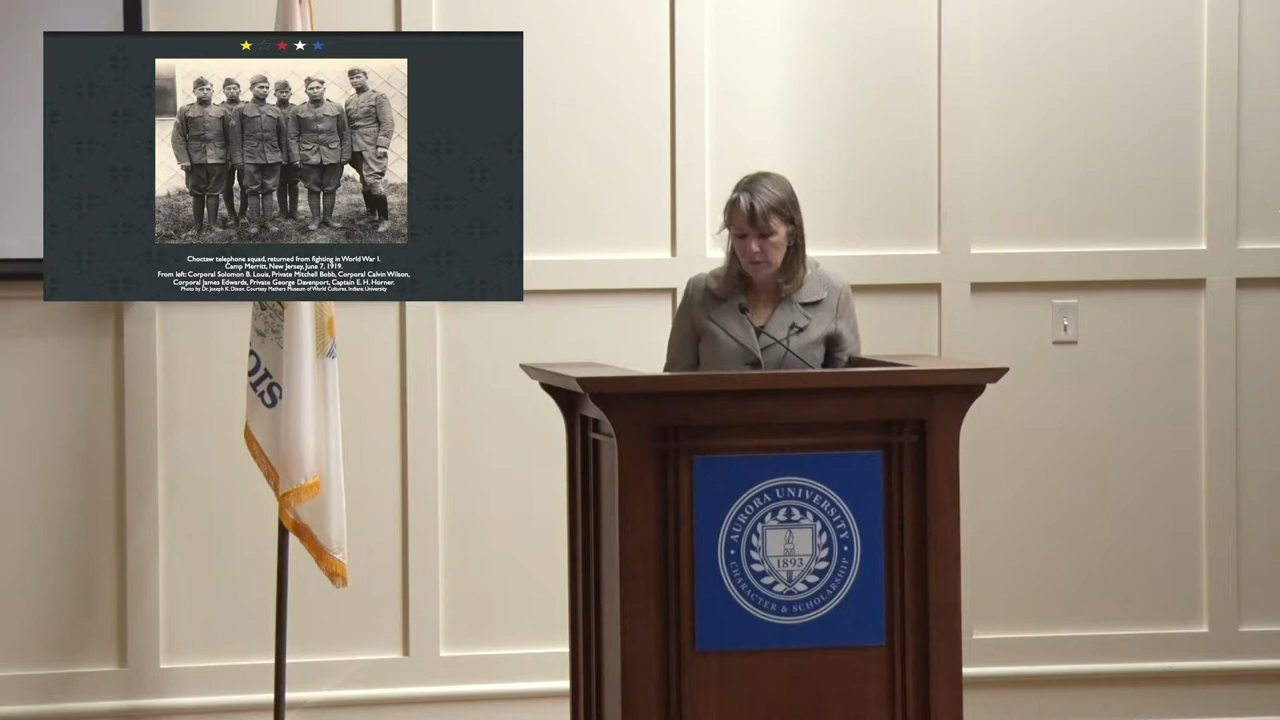 Choctaw telephone squad, returned from fighting in World War I.
Camp Merritt, New Jersey, June 7, 1919.
From left: Corporal Solomon B. Louis, Private Mitchell Bobb, Corporal Calvin Wilson,
Corporal James Edwards, Private George Davenport, Captain E. H. Horner.
Photo by Dr. Joseph K. Dixon. Courtesy Mathers Museum of World Cultures, Indiana University
OIS
AURORA UNIVERSITY
1893
CHARACTER & SCHOLARSHIP